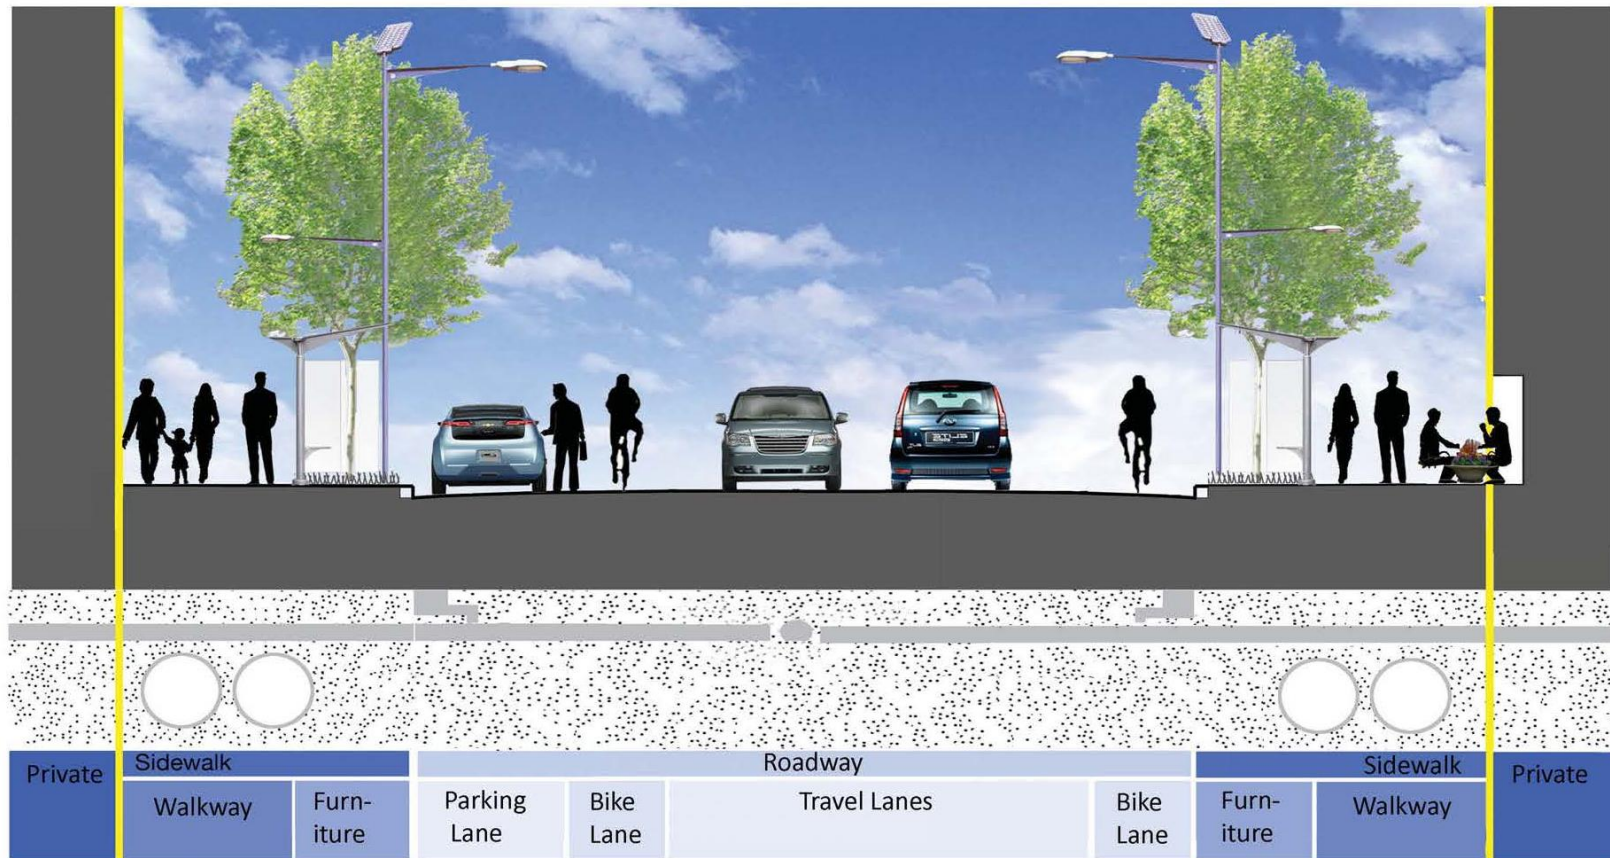 Private
Sidewalk
Roadway
Sidewalk
Private
Walkway
Furn-
iture
Parking
Lane
Bike
Lane
Travel Lanes
Bike
Lane
Furn-
iture
Walkway